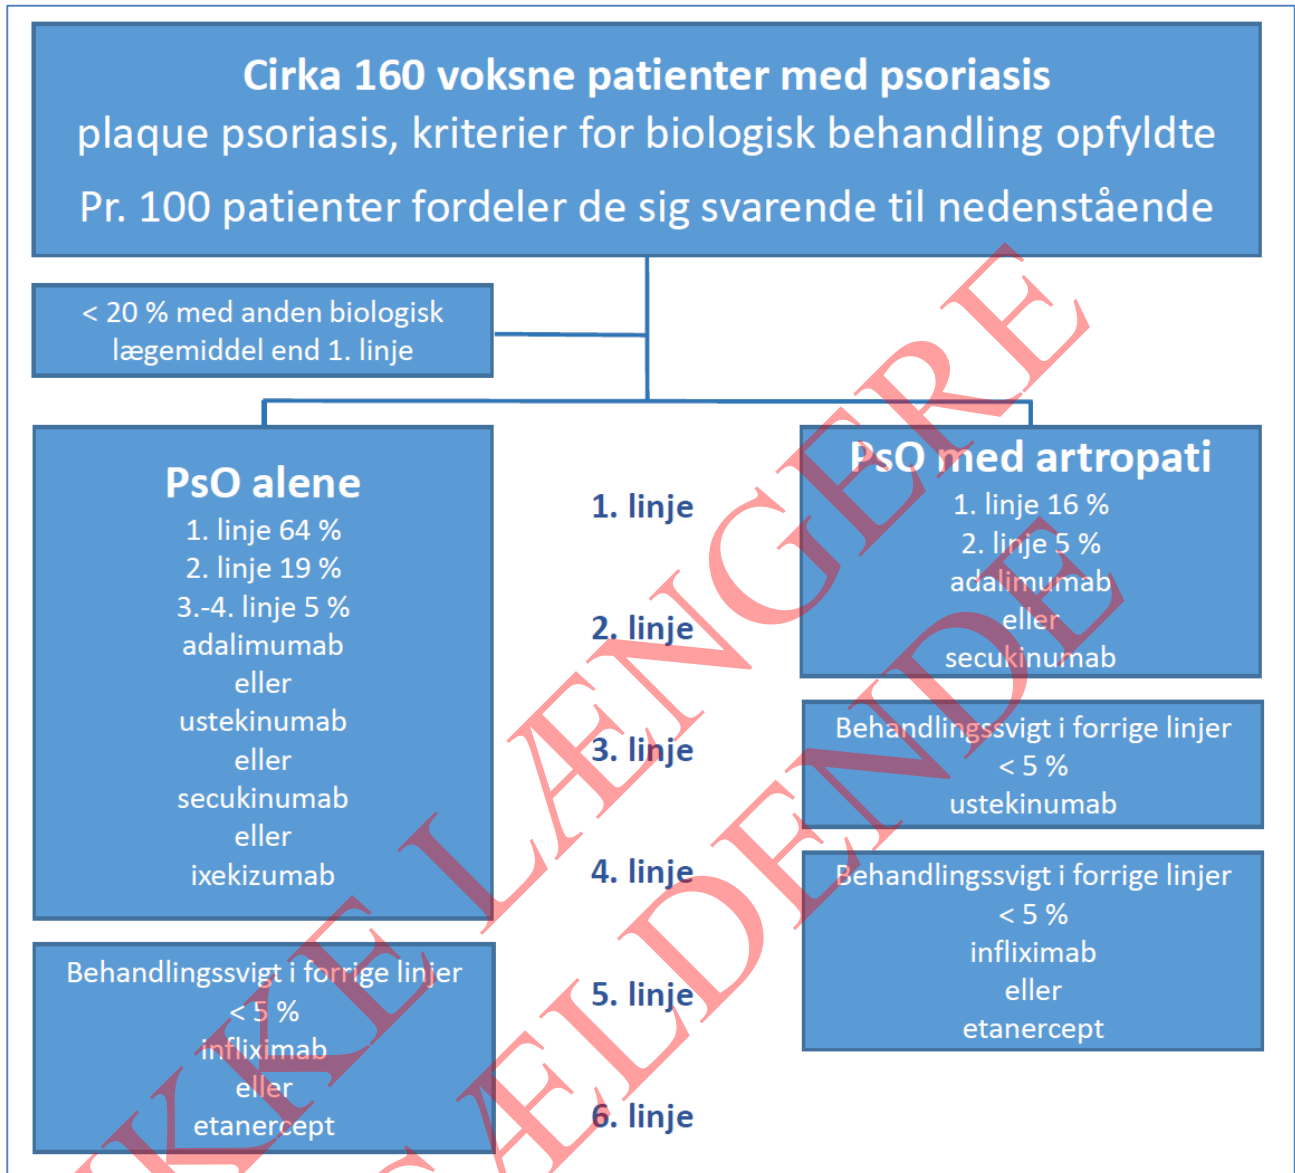 Cirka 160 voksne patienter med psoriasis
plaque psoriasis, kriterier for biologisk behandling opfyldte
Pr. 100 patienter fordeler de sig svarende til nedenstående
< 20 % med anden biologisk
lægemiddel end 1. linje
PsO alene
1. linje 64 %
2. linje 19 %
3.-4. linje 5 %
adalimumab
eller
ustekinumab
eller
secukinumab
eller
ixekizumab
Behandlingssvigt i forrige linjer
< 5 %
infliximab
eller
etanercept
1. linje
2. linje
3. linje
4. linje
5. linje
6. linje
PsO med artropati
1. linje 16 %
2. linje 5 %
adalimumab
eller
secukinumab
Behandlingssvigt i forrige linjer
< 5 %
ustekinumab
Behandlingssvigt i forrige linjer
< 5 %
infliximab
eller
etanercept
IKKE LÆNGERE
GÆLDENDE